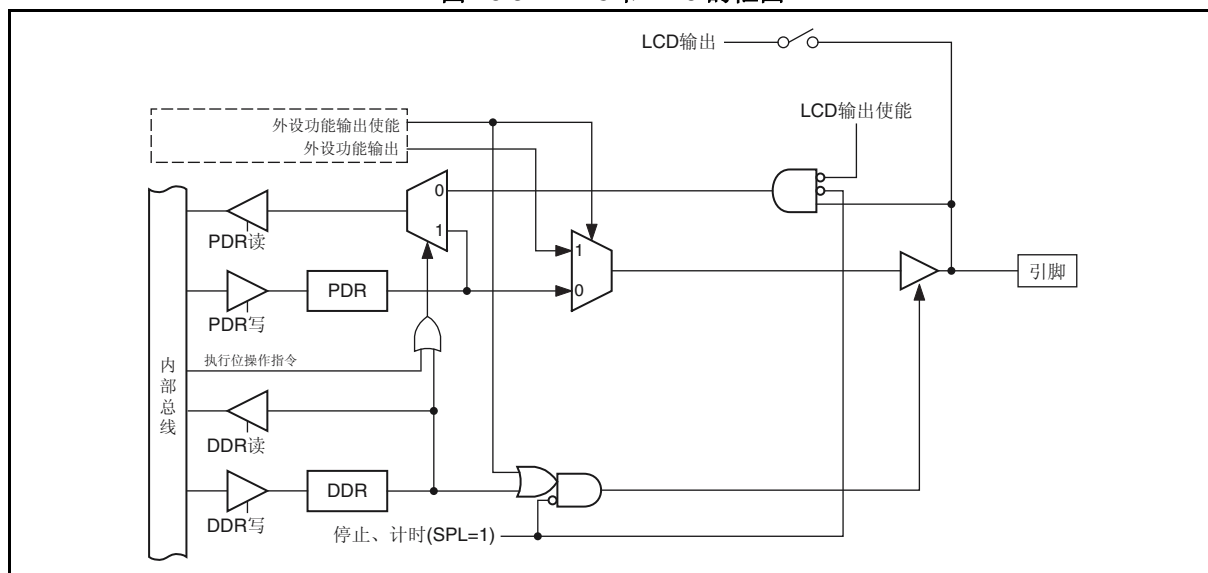 LCD输出
LCD输出使能
外设功能输出使能
外设功能输出
0
1
PDR读
1
0
引脚
PDR
PDR写
执行位操作指令
内部总线
DDR读
DDR
DDR写
停止、计时(SPL=1)